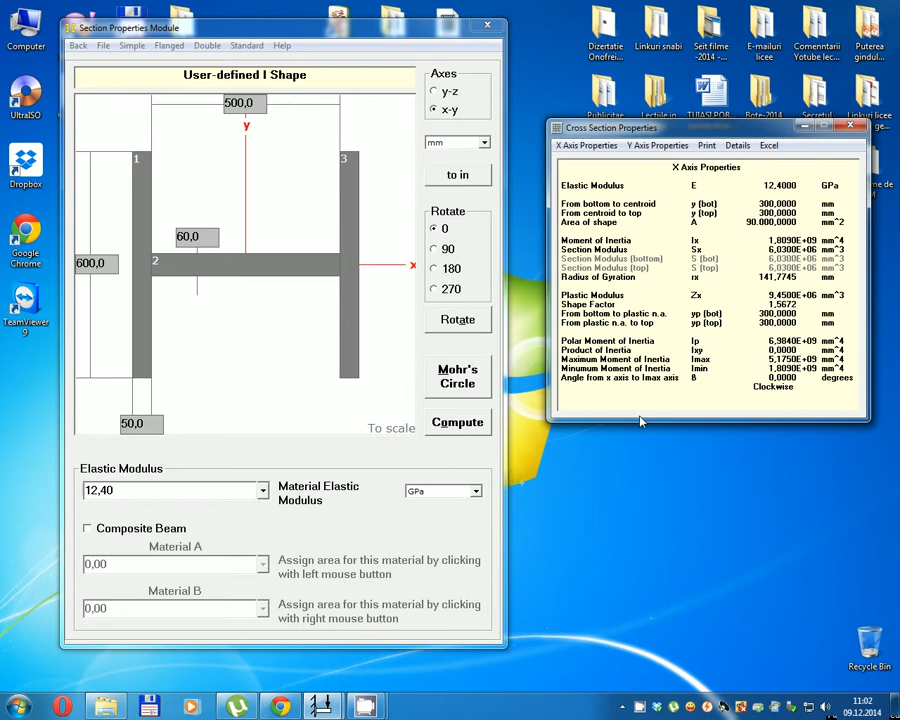 Computer
UltraISO
Dropbox
Google
Chrome
TeamViewer
9
Section Properties Module
Back File Simple Flanged Double Standard Help
User-defined I Shape
500,0
y
1
3
60,0
2
600,0
x
50,0
To scale
Axes
y-z
x-y
mm
to in
Rotate
0
90
180
270
Rotate
Mohr's
Circle
Compute
Elastic Modulus
12,40
Material Elastic
Modulus
GPa
Composite Beam
Material A
0,00
Assign area for this material by clicking
with left mouse button
Material B
0,00
Assign area for this material by clicking
with right mouse button
Dizertatie
Onofrei...
Linkuri snabi
Seit filme
-2014 -
E-mailuri
licee
Comenntarii
Yotube lec...
Puterea
gindul...
Publicitate
Lectiile in
TUIASI,POB
Bote-2014
Secretul
Linkuri licee
Cross Section Properties
X Axis Properties Y Axis Properties Print Details Excel
X Axis Properties
Elastic Modulus E 12,4000 GPa
From bottom to centroid y (bot) 300,0000 mm
From centroid to top y (top) 300,0000 mm
Area of shape A 90.000,0000 mm^2
Moment of Inertia Ix 1,8090E+09 mm^4
Section Modulus Sx 6,0300E+06 mm^3
Section Modulus (bottom) S (bot) 6,0300E+06 mm^3
Section Modulus (top) S (top) 6,0300E+06 mm^3
Radius of Gyration rx 141,7745 mm
Plastic Modulus Zx 9,4500E+06 mm^3
Shape Factor 1,5672
From bottom to plastic n.a. yp (bot) 300,0000 mm
From plastic n.a. to top yp (top) 300,0000 mm
Polar Moment of Inertia Ip 6,9840E+09 mm^4
Product of Inertia Ixy 0,0000 mm^4
Maximum Moment of Inertia Imax 5,1750E+09 mm^4
Minumum Moment of Inertia Imin 1,8090E+09 mm^4
Angle from x axis to Imax axis ß 0,0000 degrees
Clockwise
Recycle Bin
11:02
09.12.2014